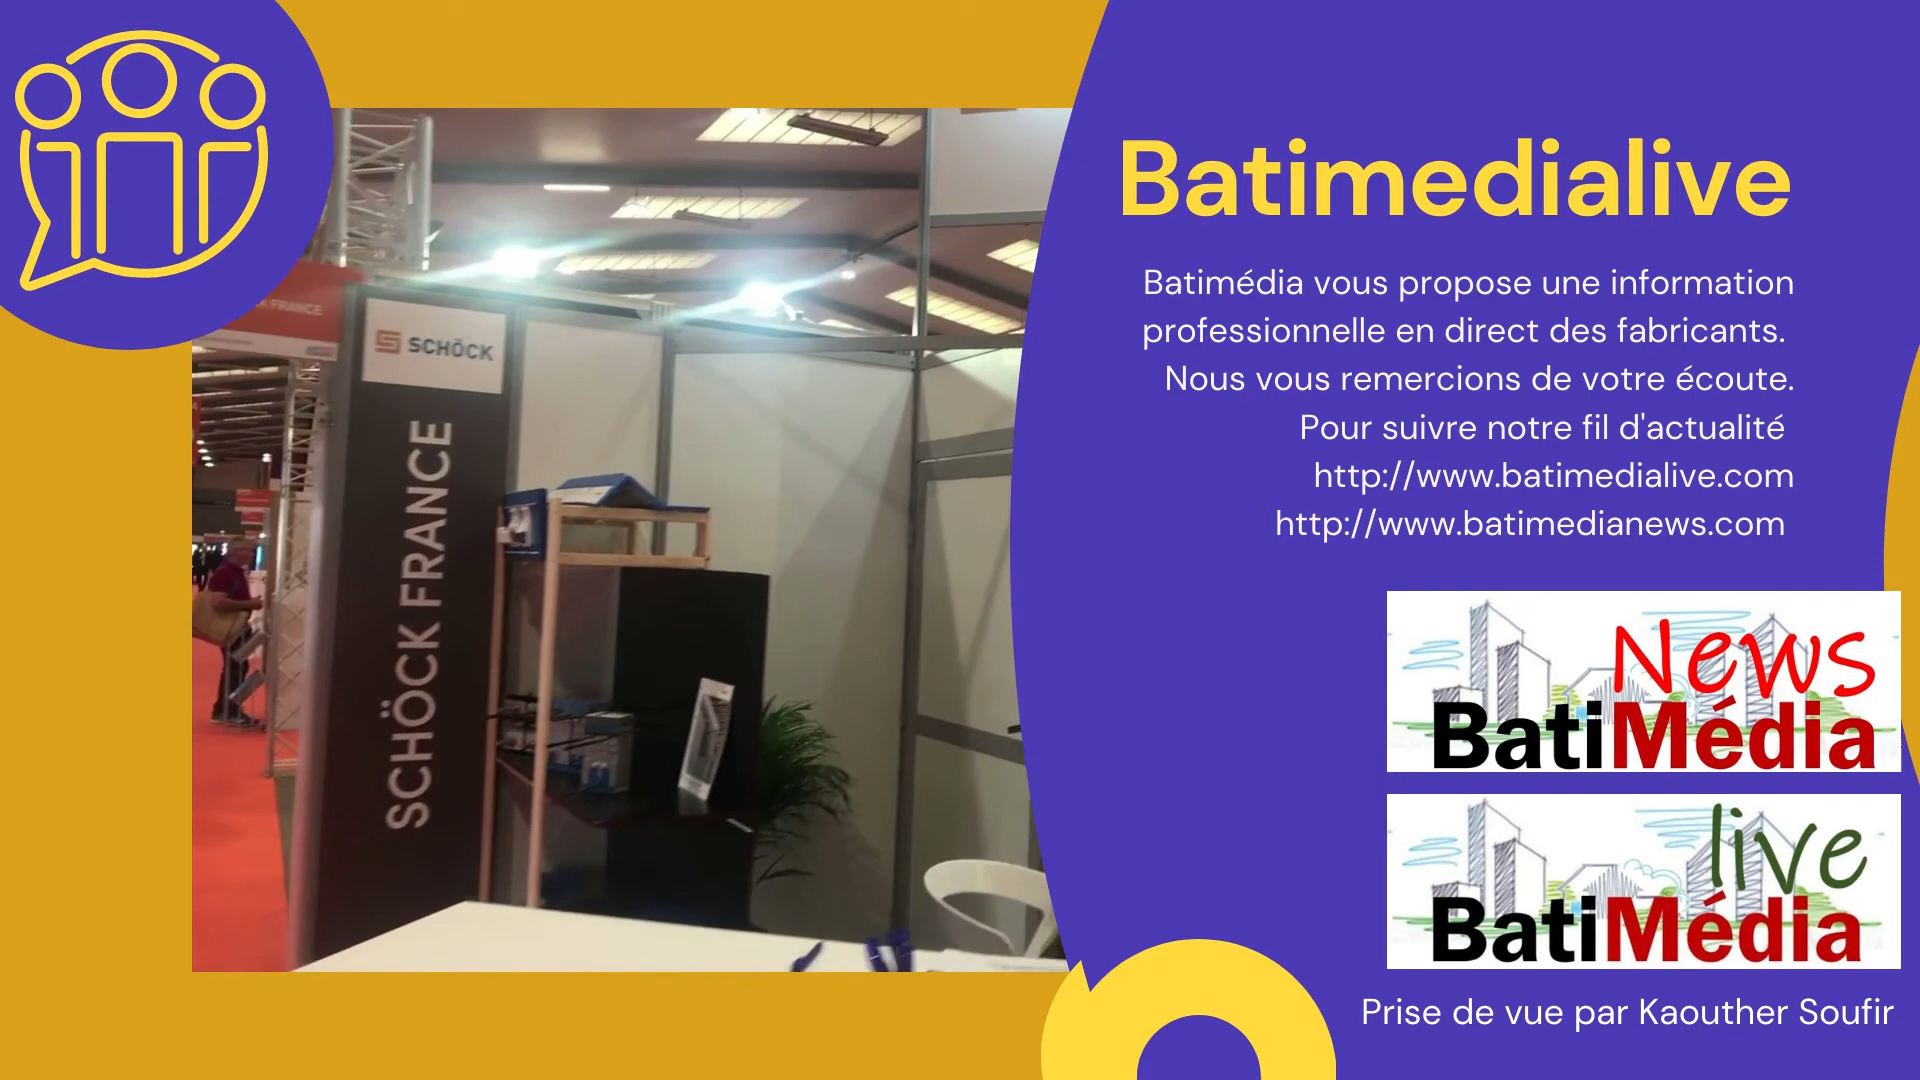 Batimedialive
Batimédia vous propose une information
professionnelle en direct des fabricants.
Nous vous remercions de votre écoute.
Pour suivre notre fil d'actualité
http://www.batimedialive.com
http://www.batimedianews.com
FRANCE
SCHÖCK
SCHÖCK FRANCE
News
BatiMédia
live
BatiMédia
Prise de vue par Kaouther Soufir